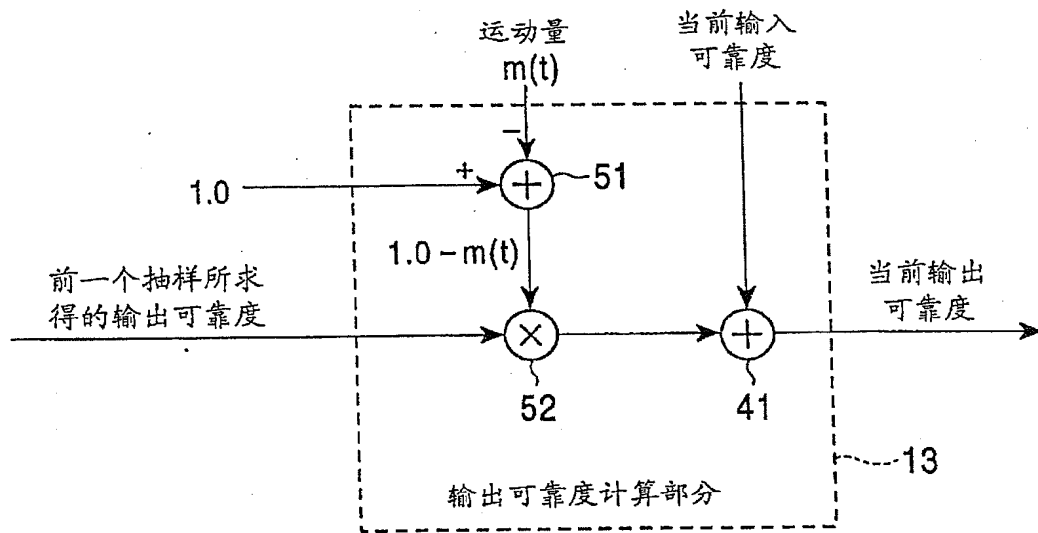 运动量
m(t)
当前输入
可靠度
−
+
+
51
1.0
1.0 − m(t)
前一个抽样所求
得的输出可靠度
当前输出
可靠度
×
+
52
41
13
输出可靠度计算部分